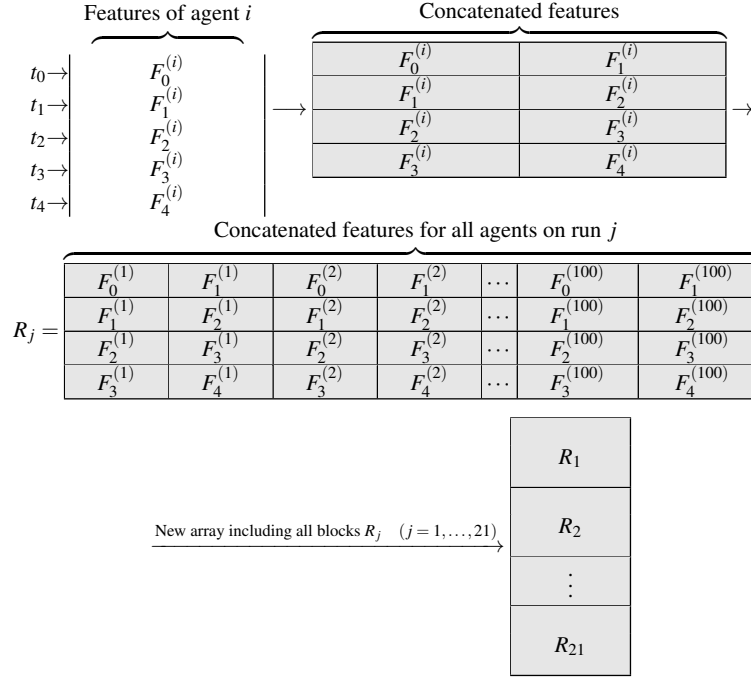 Features of agent i
Concatenated features
t₀→ F₀⁽ⁱ⁾
t₁→ F₁⁽ⁱ⁾
t₂→ F₂⁽ⁱ⁾
t₃→ F₃⁽ⁱ⁾
t₄→ F₄⁽ⁱ⁾
→
F₀⁽ⁱ⁾ F₁⁽ⁱ⁾
F₁⁽ⁱ⁾ F₂⁽ⁱ⁾
F₂⁽ⁱ⁾ F₃⁽ⁱ⁾
F₃⁽ⁱ⁾ F₄⁽ⁱ⁾
→
Concatenated features for all agents on run j
R_j =
F₀⁽¹⁾ F₁⁽¹⁾ F₀⁽²⁾ F₁⁽²⁾ ⋯ F₀⁽¹⁰⁰⁾ F₁⁽¹⁰⁰⁾
F₁⁽¹⁾ F₂⁽¹⁾ F₁⁽²⁾ F₂⁽²⁾ ⋯ F₁⁽¹⁰⁰⁾ F₂⁽¹⁰⁰⁾
F₂⁽¹⁾ F₃⁽¹⁾ F₂⁽²⁾ F₃⁽²⁾ ⋯ F₂⁽¹⁰⁰⁾ F₃⁽¹⁰⁰⁾
F₃⁽¹⁾ F₄⁽¹⁾ F₃⁽²⁾ F₄⁽²⁾ ⋯ F₃⁽¹⁰⁰⁾ F₄⁽¹⁰⁰⁾
New array including all blocks R_j (j = 1,…,21)
R₁
R₂
⋮
R₂₁